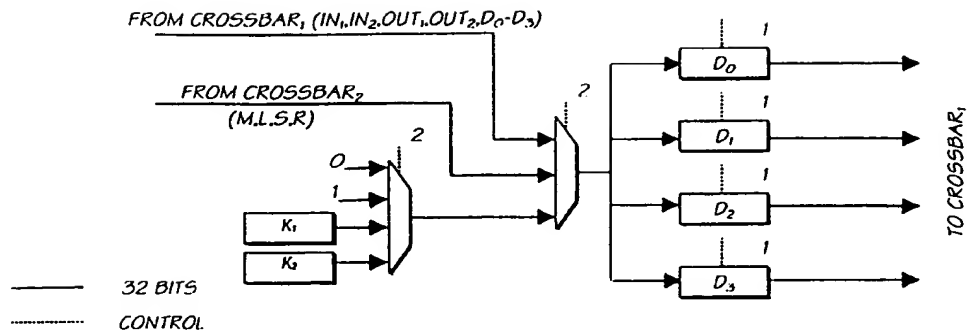 FROM CROSSBAR₁ (IN₁,IN₂,OUT₁,OUT₂,D₀-D₃)
FROM CROSSBAR₂
(M.L.S.R)
0
1
K₁
K₂
2
2
1
D₀
1
D₁
1
D₂
1
D₃
TO CROSSBAR₁
32 BITS
CONTROL